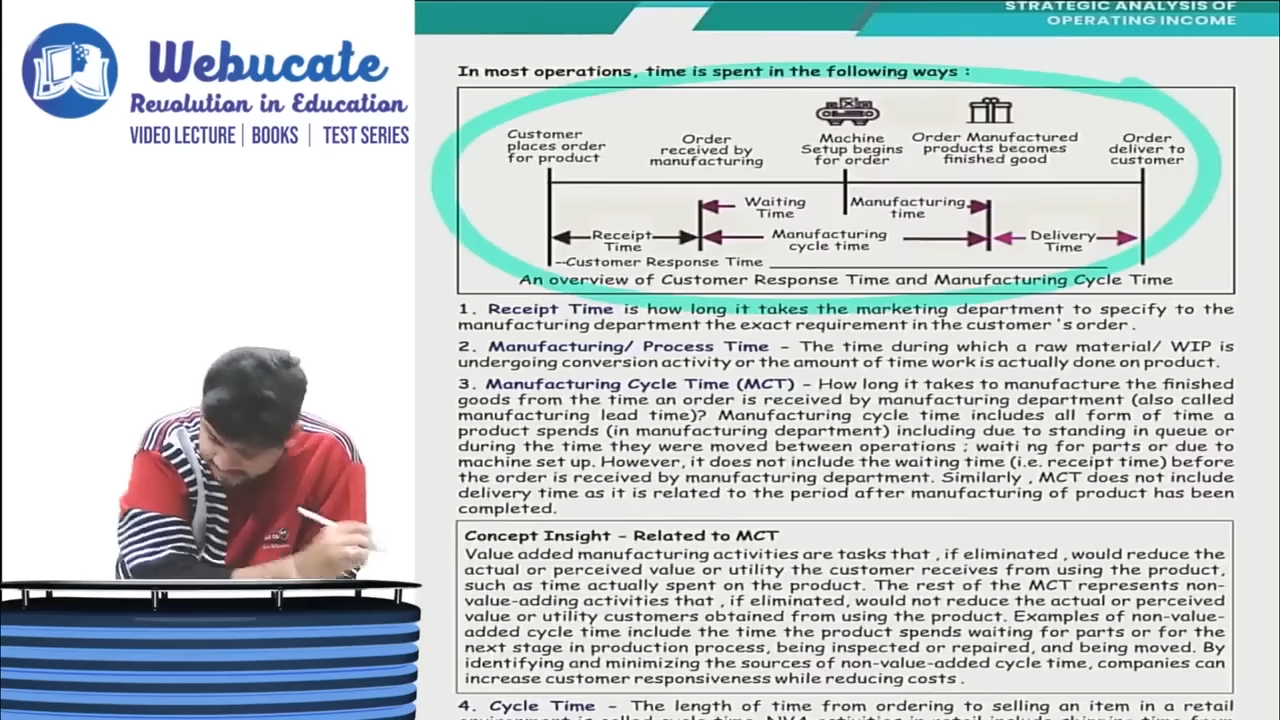 Webucate
Revolution in Education
VIDEO LECTURE | BOOKS | TEST SERIES
STRATEGIC ANALYSIS OF
OPERATING INCOME
In most operations, time is spent in the following ways :
Customer
places order
for product
Order
received by
manufacturing
Machine
Setup begins
for order
Order Manufactured
products becomes
finished good
Order
deliver to
customer
Waiting
Time
Manufacturing
time
Receipt
Time
Manufacturing
cycle time
Delivery
Time
--Customer Response Time
An overview of Customer Response Time and Manufacturing Cycle Time
1. Receipt Time is how long it takes the marketing department to specify to the
manufacturing department the exact requirement in the customer 's order .
2. Manufacturing/ Process Time – The time during which a raw material/ WIP is
undergoing conversion activity or the amount of time work is actually done on product.
3. Manufacturing Cycle Time (MCT) – How long it takes to manufacture the finished
goods from the time an order is received by manufacturing department (also called
manufacturing lead time)? Manufacturing cycle time includes all form of time a
product spends (in manufacturing department) including due to standing in queue or
during the time they were moved between operations ; waiti ng for parts or due to
machine set up. However, it does not include the waiting time (i.e. receipt time) before
the order is received by manufacturing department. Similarly , MCT does not include
delivery time as it is related to the period after manufacturing of product has been
completed.
Concept Insight – Related to MCT
Value added manufacturing activities are tasks that , if eliminated , would reduce the
actual or perceived value or utility the customer receives from using the product,
such as time actually spent on the product. The rest of the MCT represents non-
value-adding activities that , if eliminated, would not reduce the actual or perceived
value or utility customers obtained from using the product. Examples of non-value-
added cycle time include the time the product spends waiting for parts or for the
next stage in production process, being inspected or repaired, and being moved. By
identifying and minimizing the sources of non-value-added cycle time, companies can
increase customer responsiveness while reducing costs .
4. Cycle Time – The length of time from ordering to selling an item in a retail